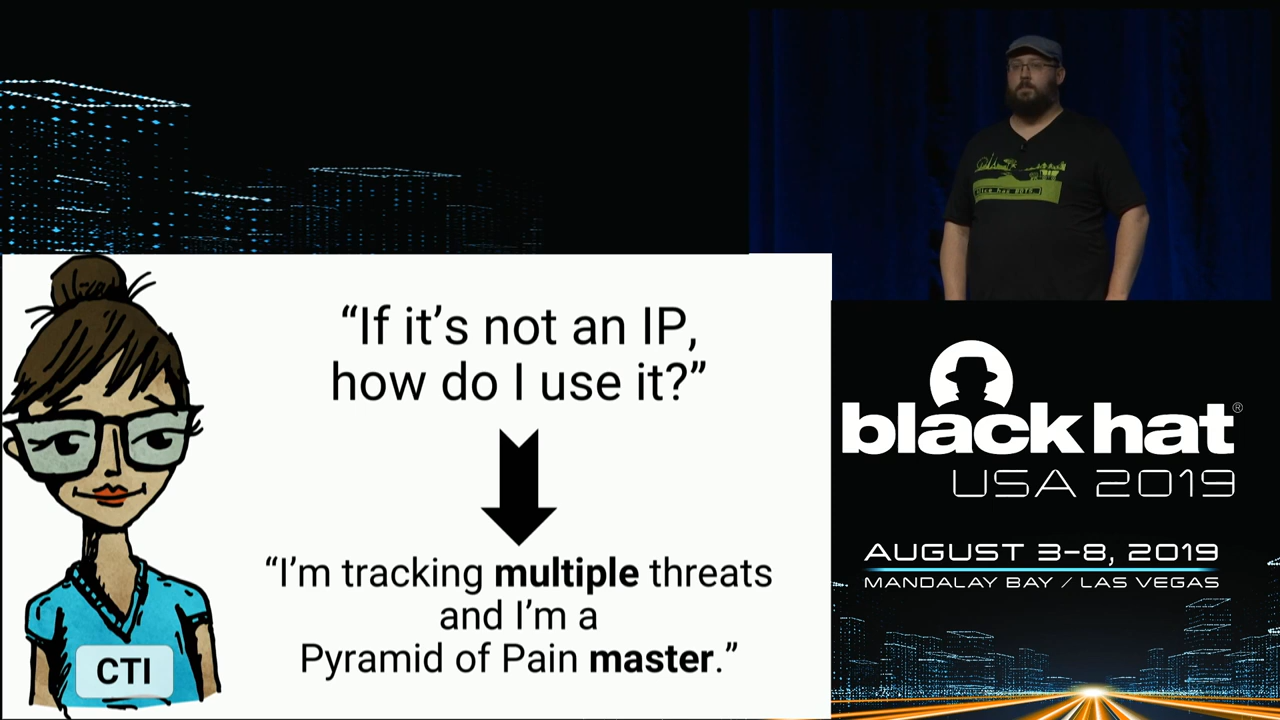 “If it’s not an IP,
how do I use it?”
“I’m tracking multiple threats
and I’m a
Pyramid of Pain master.”
CTI
black hat®
USA 2019
AUGUST 3-8, 2019
MANDALAY BAY / LAS VEGAS